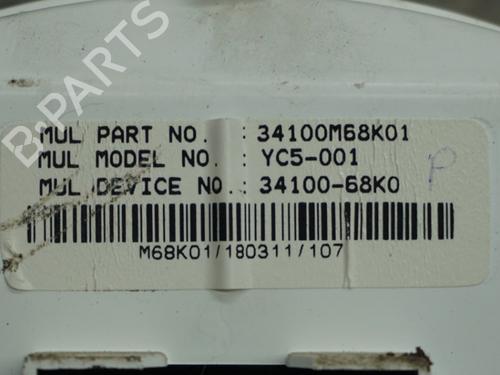 B-PARTS
MUL PART NO. : 34100M68K01
MUL MODEL NO. : YC5-001
MUL DEVICE NO.: 34100-68K0
P
M68K01/180311/107